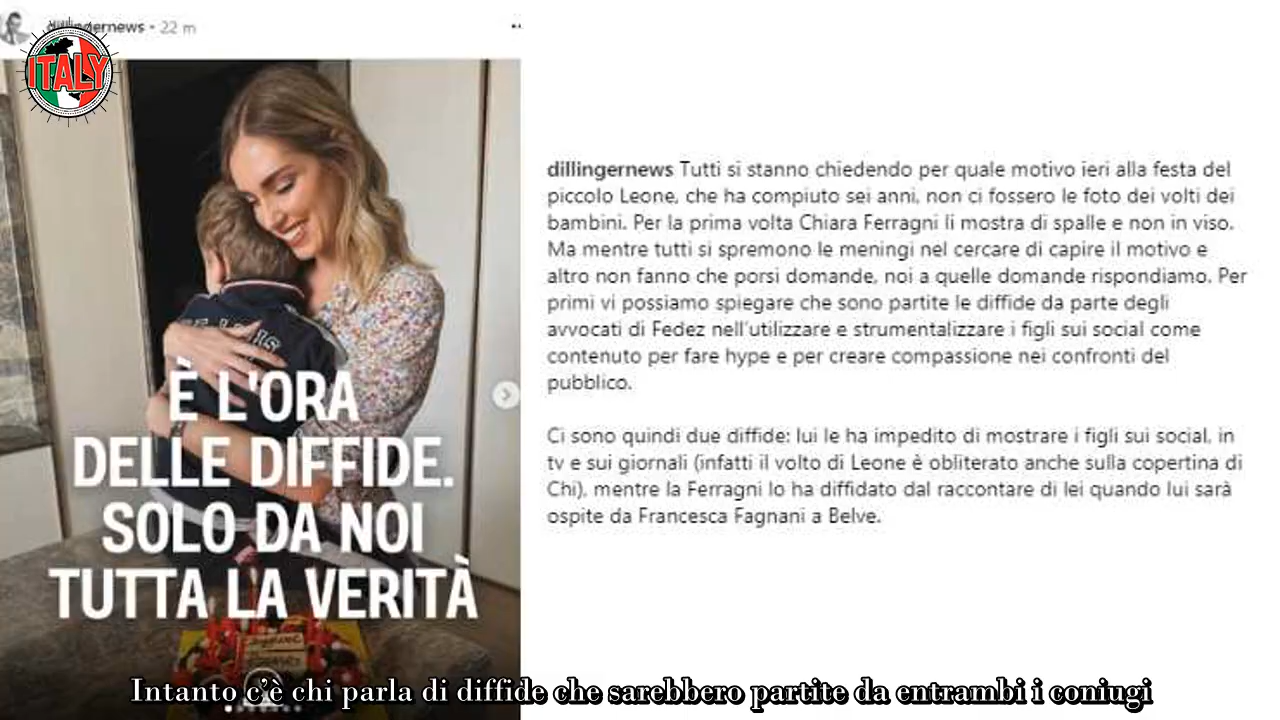 dillingernews • 22 m
ITALY
È L'ORA
DELLE DIFFIDE.
SOLO DA NOI
TUTTA LA VERITÀ
dillingernews Tutti si stanno chiedendo per quale motivo ieri alla festa del
piccolo Leone, che ha compiuto sei anni, non ci fossero le foto dei volti dei
bambini. Per la prima volta Chiara Ferragni li mostra di spalle e non in viso.
Ma mentre tutti si spremono le meningi nel cercare di capire il motivo e
altro non fanno che porsi domande, noi a quelle domande rispondiamo. Per
primi vi possiamo spiegare che sono partite le diffide da parte degli
avvocati di Fedez nell'utilizzare e strumentalizzare i figli sui social come
contenuto per fare hype e per creare compassione nei confronti del
pubblico.
Ci sono quindi due diffide: lui le ha impedito di mostrare i figli sui social, in
tv e sui giornali (infatti il volto di Leone è obliterato anche sulla copertina di
Chi), mentre la Ferragni lo ha diffidato dal raccontare di lei quando lui sarà
ospite da Francesca Fagnani a Belve.
Intanto c'è chi parla di diffide che sarebbero partite da entrambi i coniugi